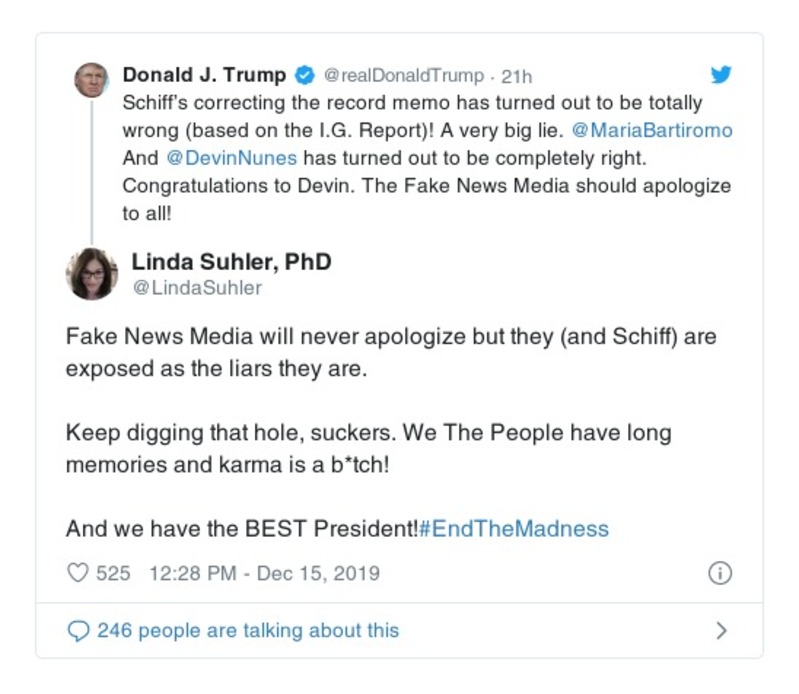 Donald J. Trump @realDonaldTrump · 21h
Schiff's correcting the record memo has turned out to be totally
wrong (based on the I.G. Report)! A very big lie. @MariaBartiromo
And @DevinNunes has turned out to be completely right.
Congratulations to Devin. The Fake News Media should apologize
to all!
Linda Suhler, PhD
@LindaSuhler
Fake News Media will never apologize but they (and Schiff) are
exposed as the liars they are.
Keep digging that hole, suckers. We The People have long
memories and karma is a b*tch!
And we have the BEST President!#EndTheMadness
525 12:28 PM - Dec 15, 2019
246 people are talking about this